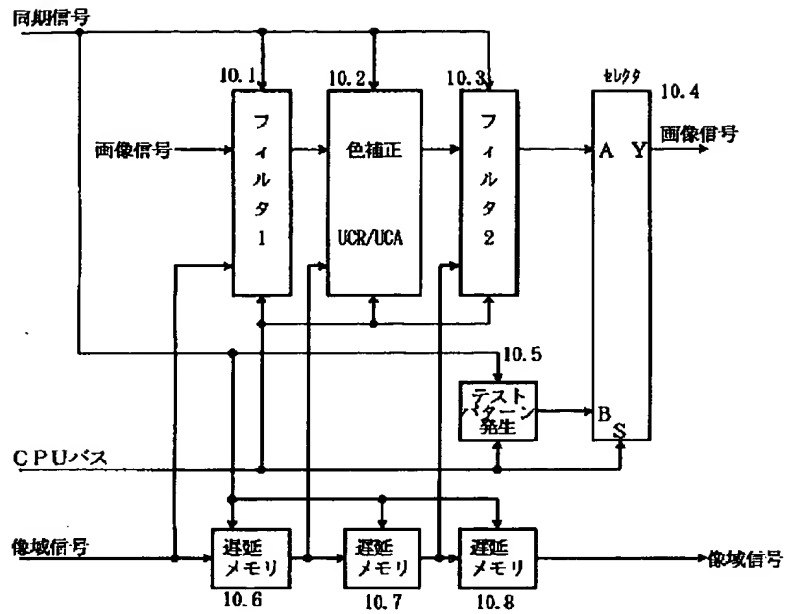 同期信号
10.1
10.2
10.3
セレクタ
10.4
フィルタ1
画像信号
色補正
UCR/UCA
フィルタ2
A
Y
画像信号
10.5
テスト
パターン
発生
B
S
CPUバス
像域信号
遅延
メモリ
遅延
メモリ
遅延
メモリ
像域信号
10.6
10.7
10.8